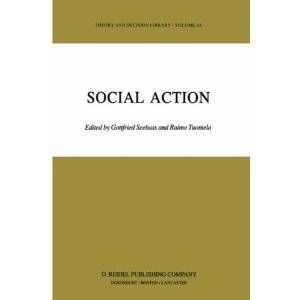 THEORY AND DECISION LIBRARY / VOLUME 43
SOCIAL ACTION
Edited by Gottfried Seebass and Raimo Tuomela
D. REIDEL PUBLISHING COMPANY
DORDRECHT / BOSTON / LANCASTER